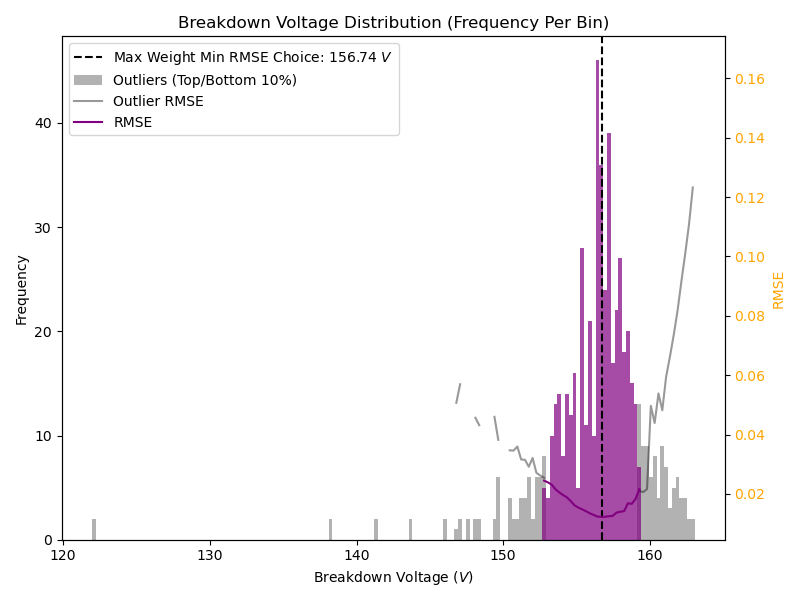 Breakdown Voltage Distribution (Frequency Per Bin)
Max Weight Min RMSE Choice: 156.74 V
Outliers (Top/Bottom 10%)
Outlier RMSE
RMSE
Frequency
0
10
20
30
40
120
130
140
150
160
Breakdown Voltage (V)
0.16
0.14
0.12
0.10
0.08
0.06
0.04
0.02
RMSE